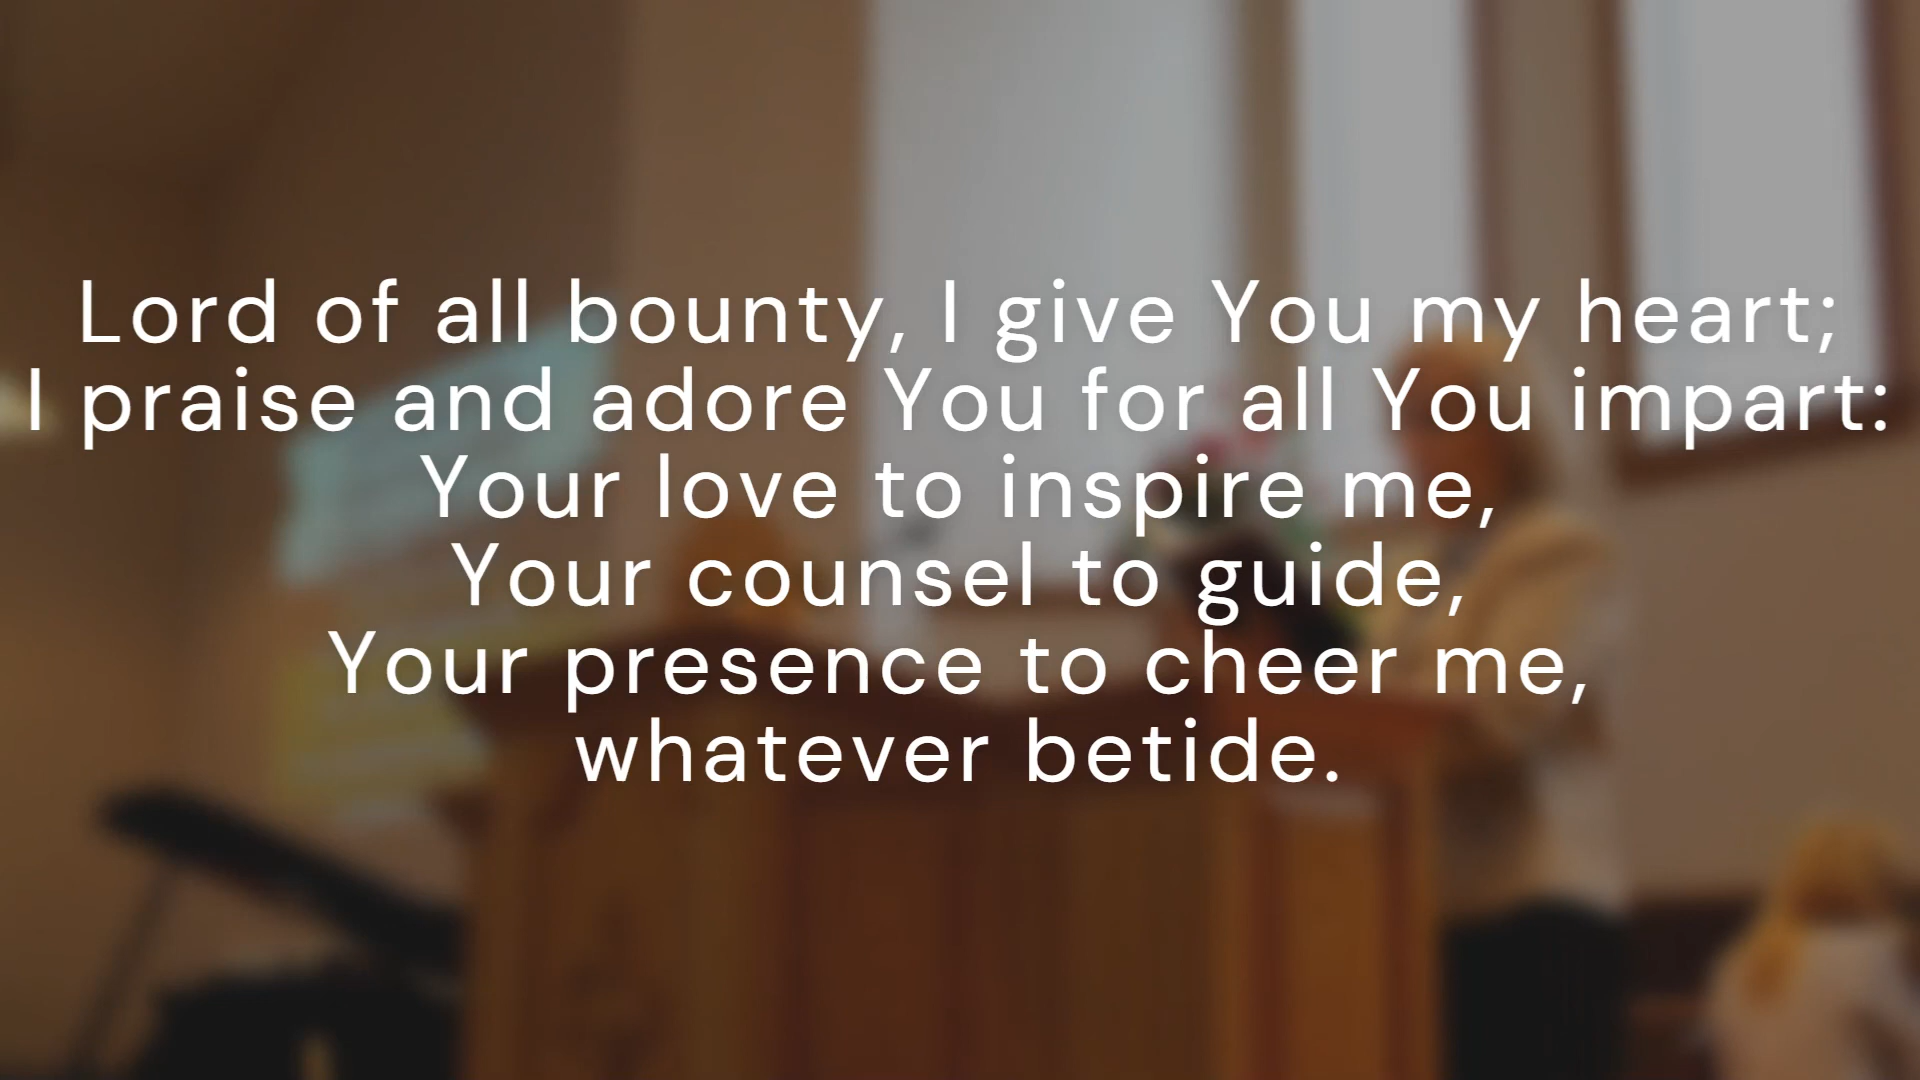 Lord of all bounty, I give You my heart;
I praise and adore You for all You impart:
Your love to inspire me,
Your counsel to guide,
Your presence to cheer me,
whatever betide.